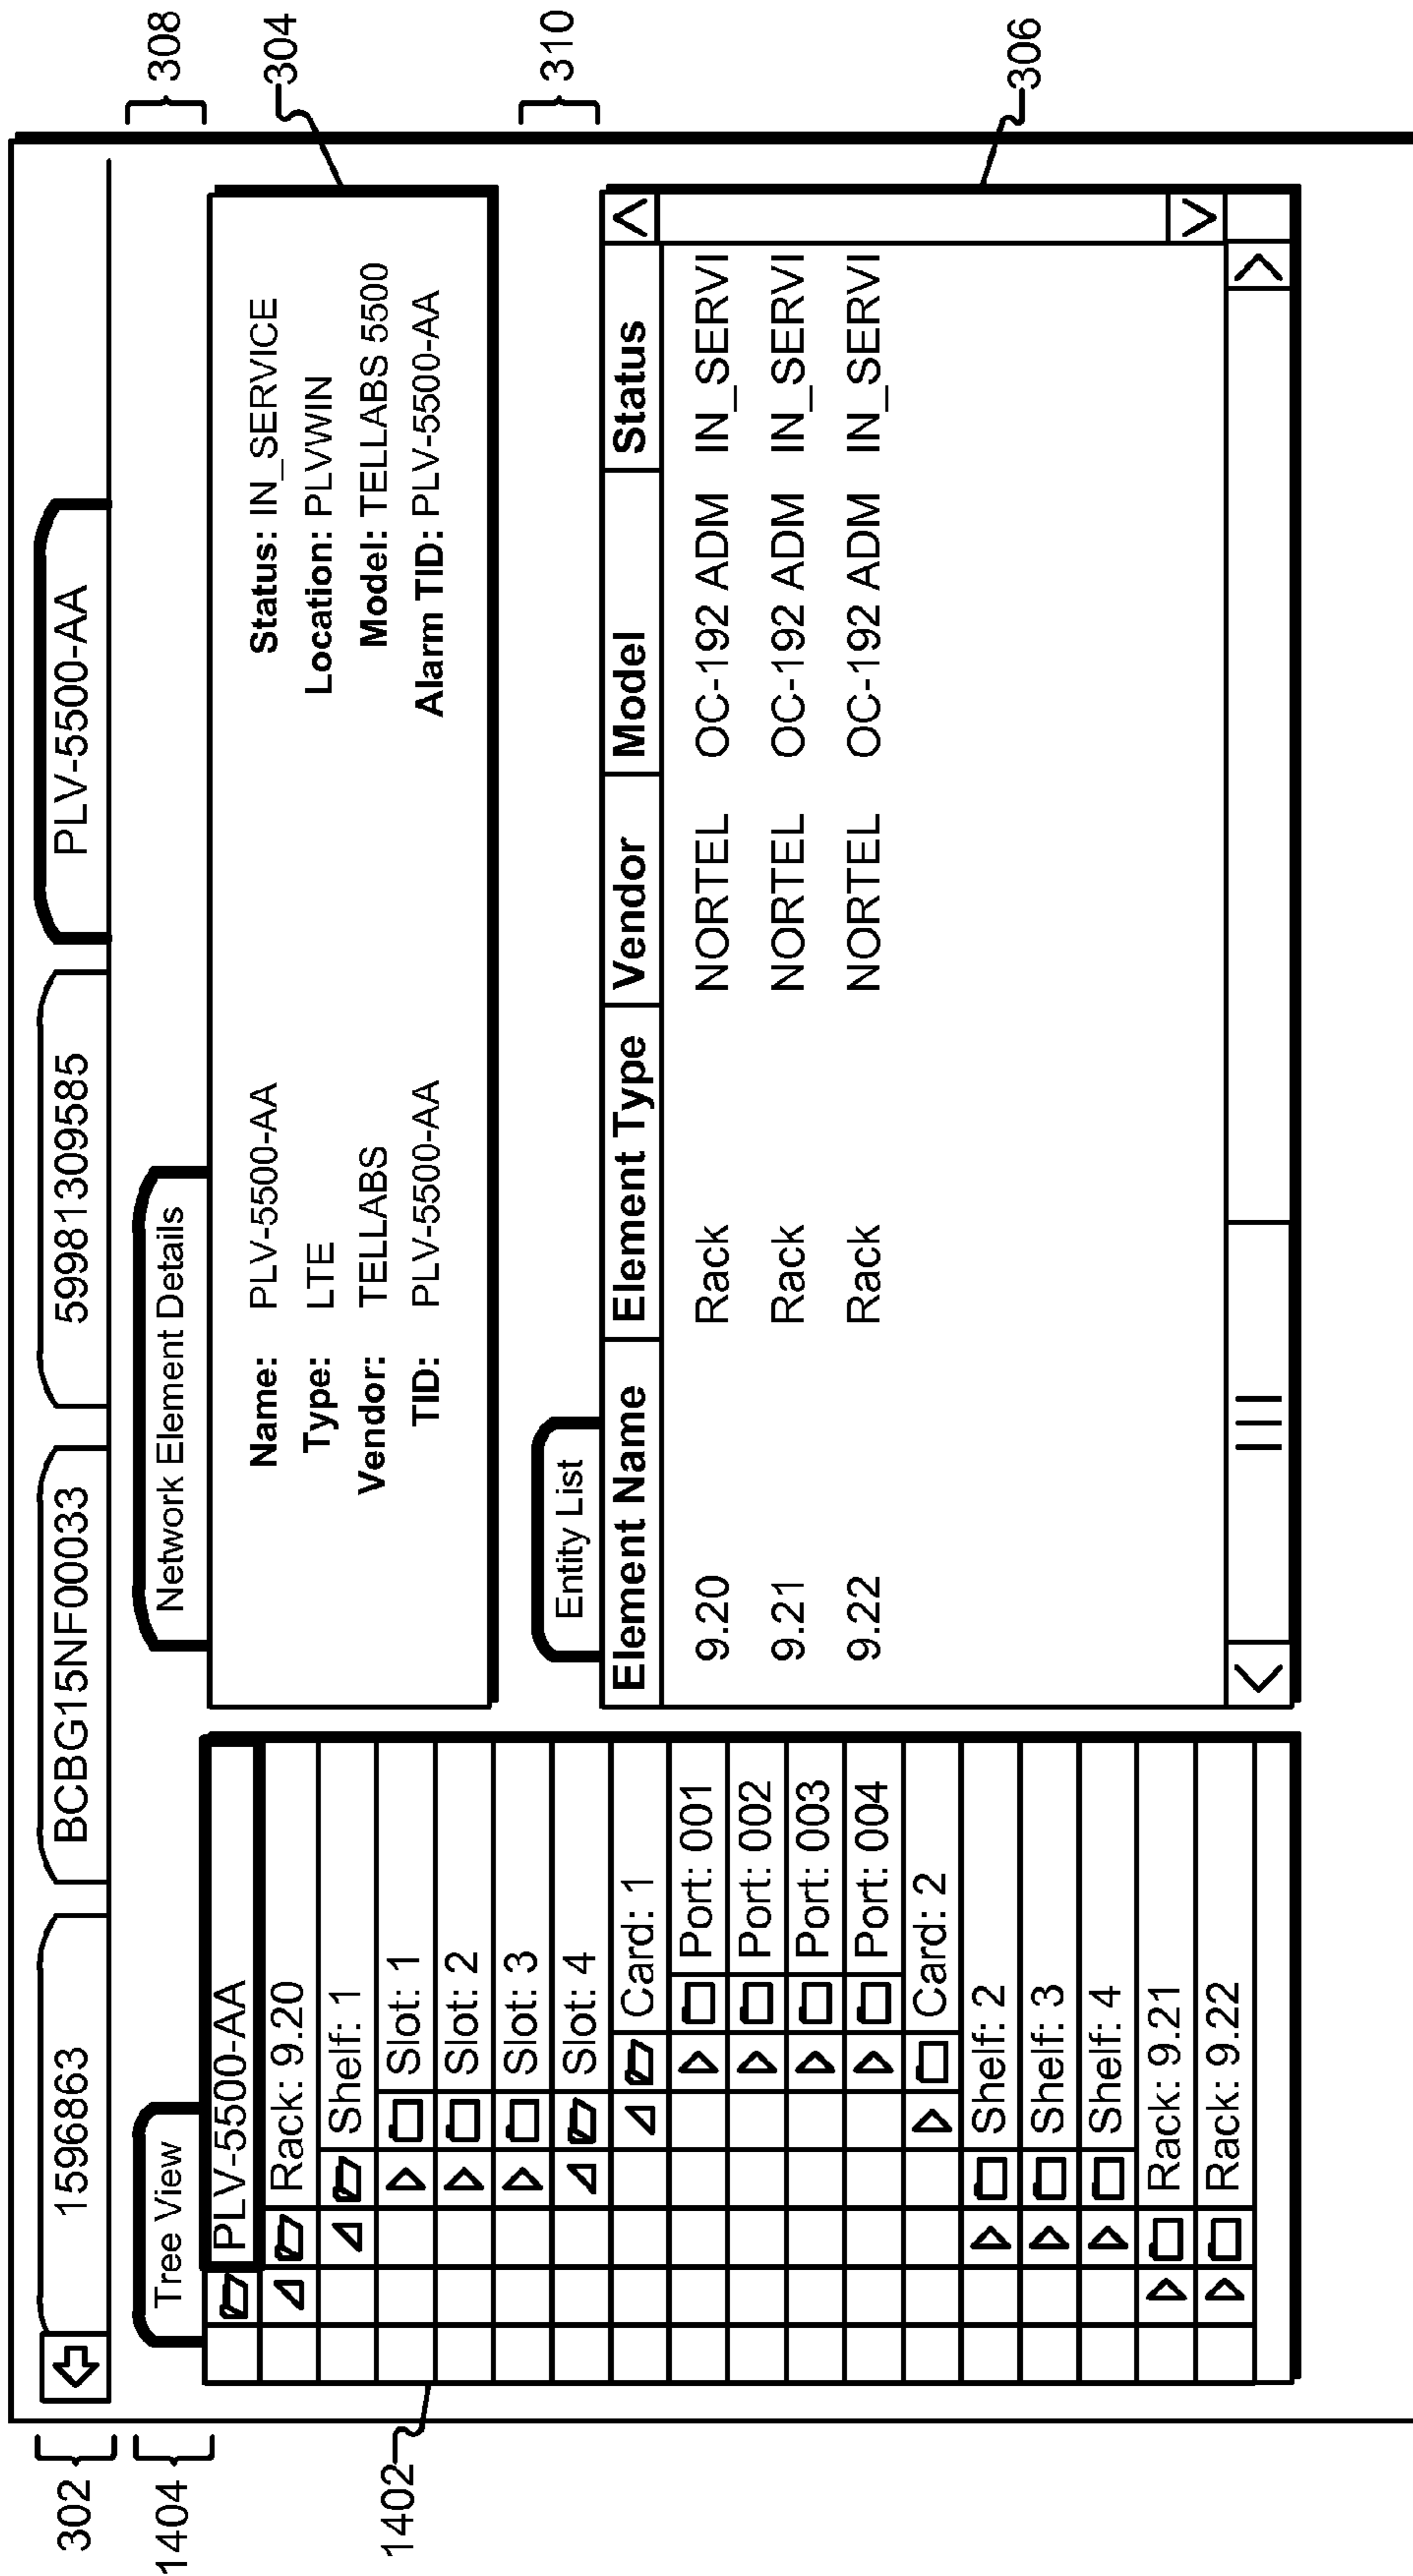 302
1596863 BCBG15NF00033 59981309585 PLV-5500-AA
1404
Tree View
Network Element Details
308
1402
PLV-5500-AA
Rack: 9.20
Shelf: 1
Slot: 1
Slot: 2
Slot: 3
Slot: 4
Card: 1
Port: 001
Port: 002
Port: 003
Port: 004
Card: 2
Shelf: 2
Shelf: 3
Shelf: 4
Rack: 9.21
Rack: 9.22
Name: PLV-5500-AA Status: IN_SERVICE
Type: LTE Location: PLVWIN
Vendor: TELLABS Model: TELLABS 5500
TID: PLV-5500-AA Alarm TID: PLV-5500-AA
304
Entity List
310
Element Name Element Type Vendor Model Status
9.20 Rack NORTEL OC-192 ADM IN_SERVI
9.21 Rack NORTEL OC-192 ADM IN_SERVI
9.22 Rack NORTEL OC-192 ADM IN_SERVI
306